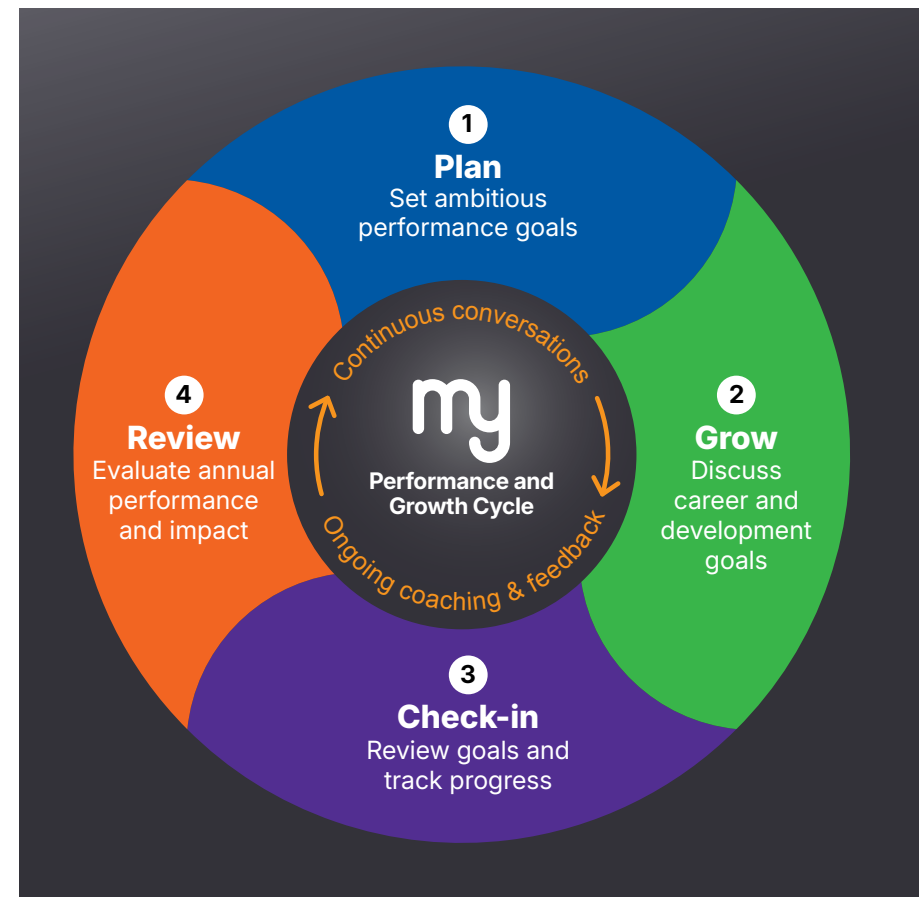 1
Plan
Set ambitious
performance goals
2
Grow
Discuss
career and
development
goals
3
Check-in
Review goals and
track progress
4
Review
Evaluate annual
performance
and impact
Continuous conversations
my
Performance and
Growth Cycle
Ongoing coaching & feedback